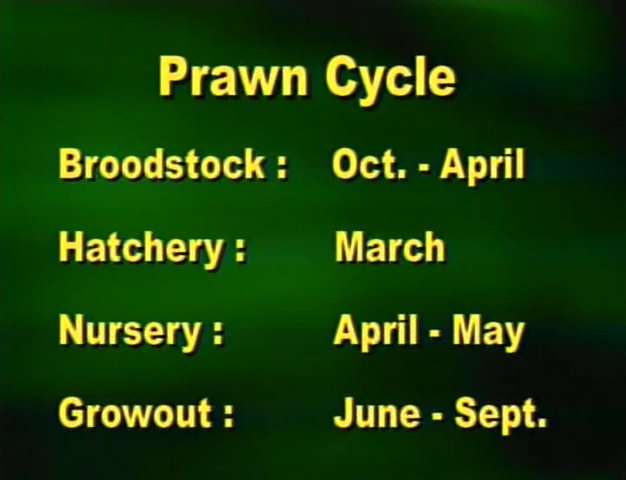 Prawn Cycle
Broodstock : Oct. - April
Hatchery : March
Nursery : April - May
Growout : June - Sept.